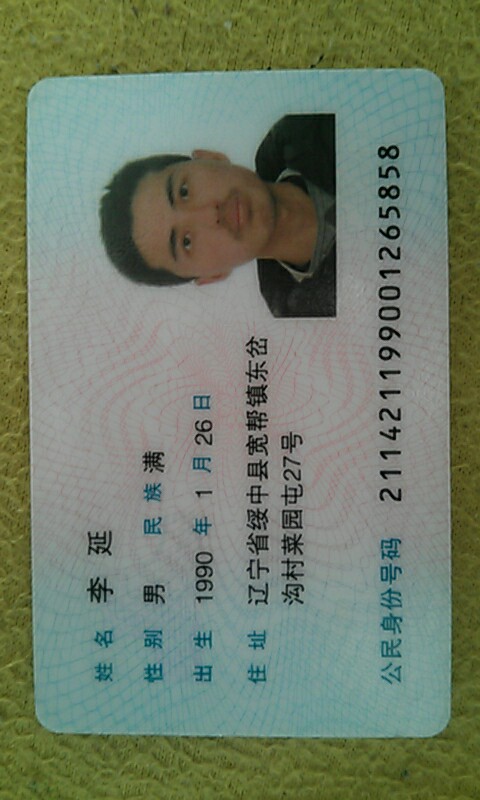 姓名 李延
性别 男 民族 满
出生 1990 年 1 月 26 日
住址 辽宁省绥中县宽帮镇东岔
沟村菜园屯27号
公民身份号码 211421199001265858